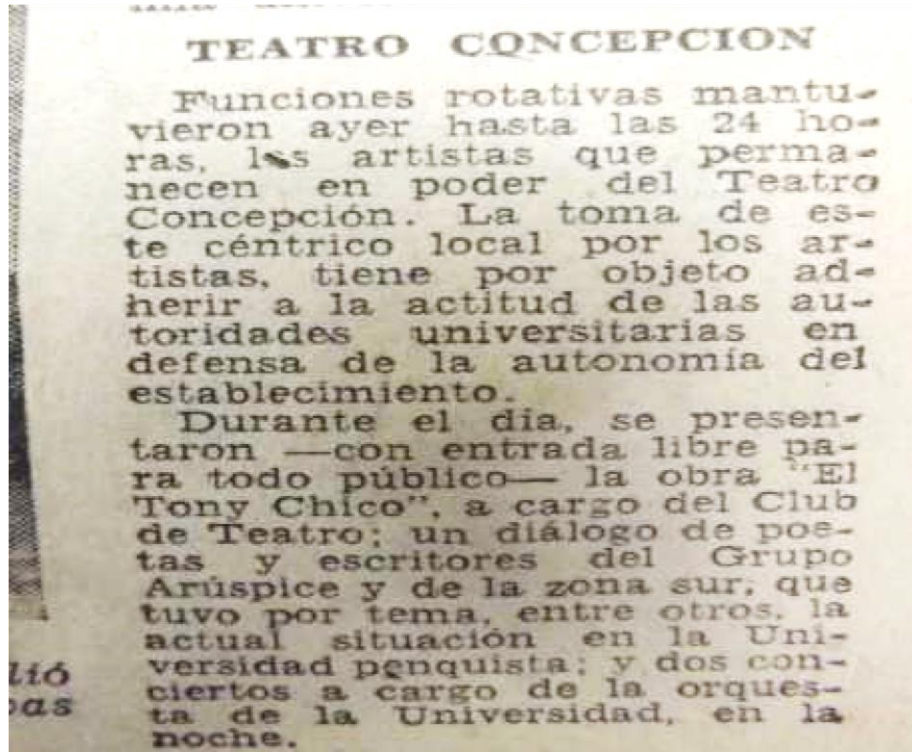 TEATRO CONCEPCION
Funciones rotativas mantu-
vieron ayer hasta las 24 ho-
ras, los artistas que perma-
necen en poder del Teatro
Concepción. La toma de es-
te céntrico local por los ar-
tistas, tiene por objeto ad-
herir a la actitud de las au-
toridades universitarias en
defensa de la autonomía del
establecimiento.
Durante el día, se presen-
taron —con entrada libre pa-
ra todo público— la obra "El
Tony Chico", a cargo del Club
de Teatro; un diálogo de poe-
tas y escritores del Grupo
Arúspice y de la zona sur, que
tuvo por tema, entre otros, la
actual situación en la Uni-
versidad penquista; y dos con-
ciertos a cargo de la orques-
ta de la Universidad, en la
noche.
lió
bas